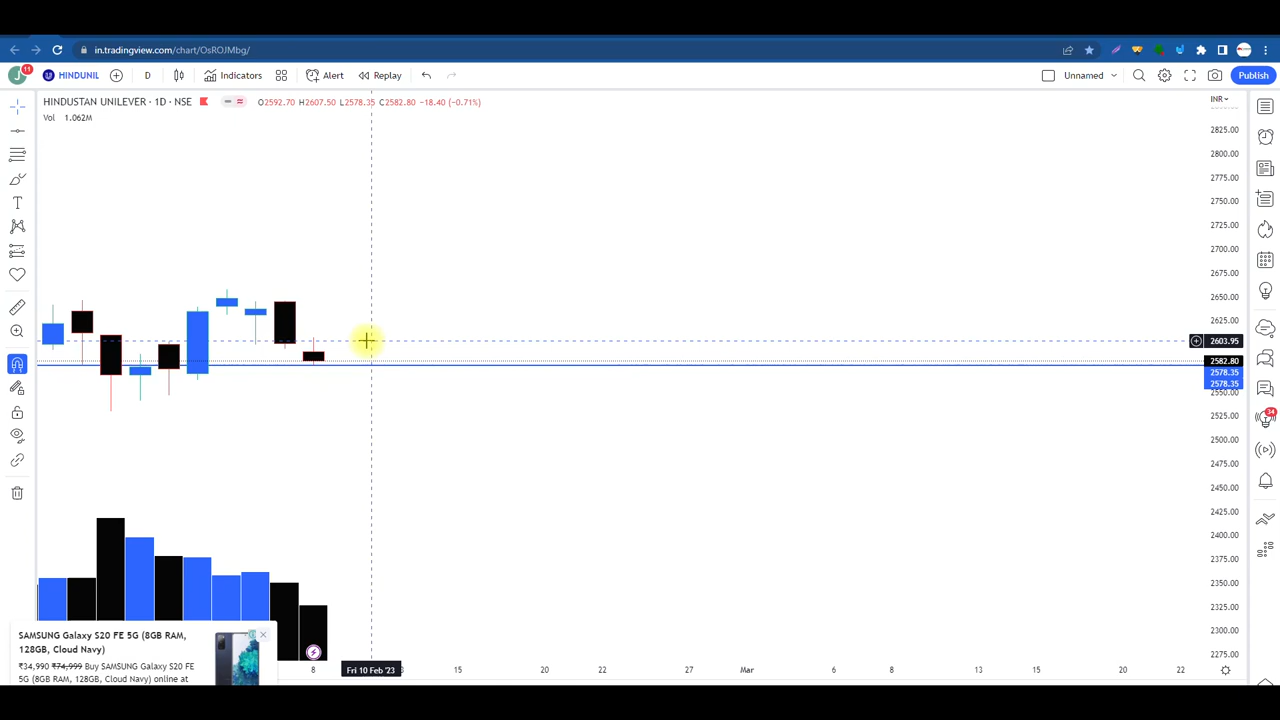 in.tradingview.com/chart/OsROJMbg/
J 11 HINDUNIL D Indicators Alert Replay Unnamed Publish
HINDUSTAN UNILEVER · 1D · NSE O2592.70 H2607.50 L2578.35 C2582.80 −18.40 (−0.71%)
Vol 1.062M
INR
2825.00
2800.00
2775.00
2750.00
2725.00
2700.00
2675.00
2650.00
2625.00
2603.95
2582.80
2578.35
2578.35
2550.00
2525.00
2500.00
2475.00
2450.00
2425.00
2400.00
2375.00
2350.00
2325.00
2300.00
2275.00
34
SAMSUNG Galaxy S20 FE 5G (8GB RAM,
128GB, Cloud Navy)
₹34,990 ₹74,999 Buy SAMSUNG Galaxy S20 FE
5G (8GB RAM, 128GB, Cloud Navy) online at
8 Fri 10 Feb '23 15 20 22 27 Mar 6 8 13 15 20 22